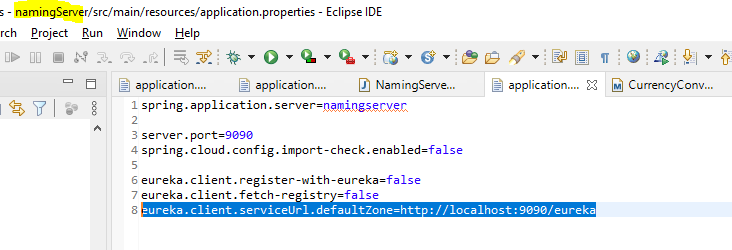 s - namingServer/src/main/resources/application.properties - Eclipse IDE
rch Project Run Window Help
application.... application.... NamingServe... application.... CurrencyConv...
1 spring.application.server=namingserver
2
3 server.port=9090
4 spring.cloud.config.import-check.enabled=false
5
6 eureka.client.register-with-eureka=false
7 eureka.client.fetch-registry=false
8 eureka.client.serviceUrl.defaultZone=http://localhost:9090/eureka